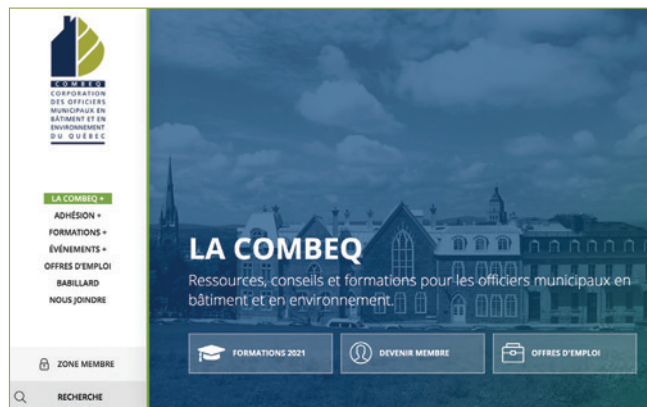 COMBEQ
CORPORATION
DES OFFICIERS
MUNICIPAUX EN
BÂTIMENT ET EN
ENVIRONNEMENT
DU QUÉBEC
LA COMBEQ +
ADHÉSION +
FORMATIONS +
ÉVÉNEMENTS +
OFFRES D'EMPLOI
BABILLARD
NOUS JOINDRE
ZONE MEMBRE
RECHERCHE
LA COMBEQ
Ressources, conseils et formations pour les officiers municipaux en
bâtiment et en environnement.
FORMATIONS 2021
DEVENIR MEMBRE
OFFRES D'EMPLOI